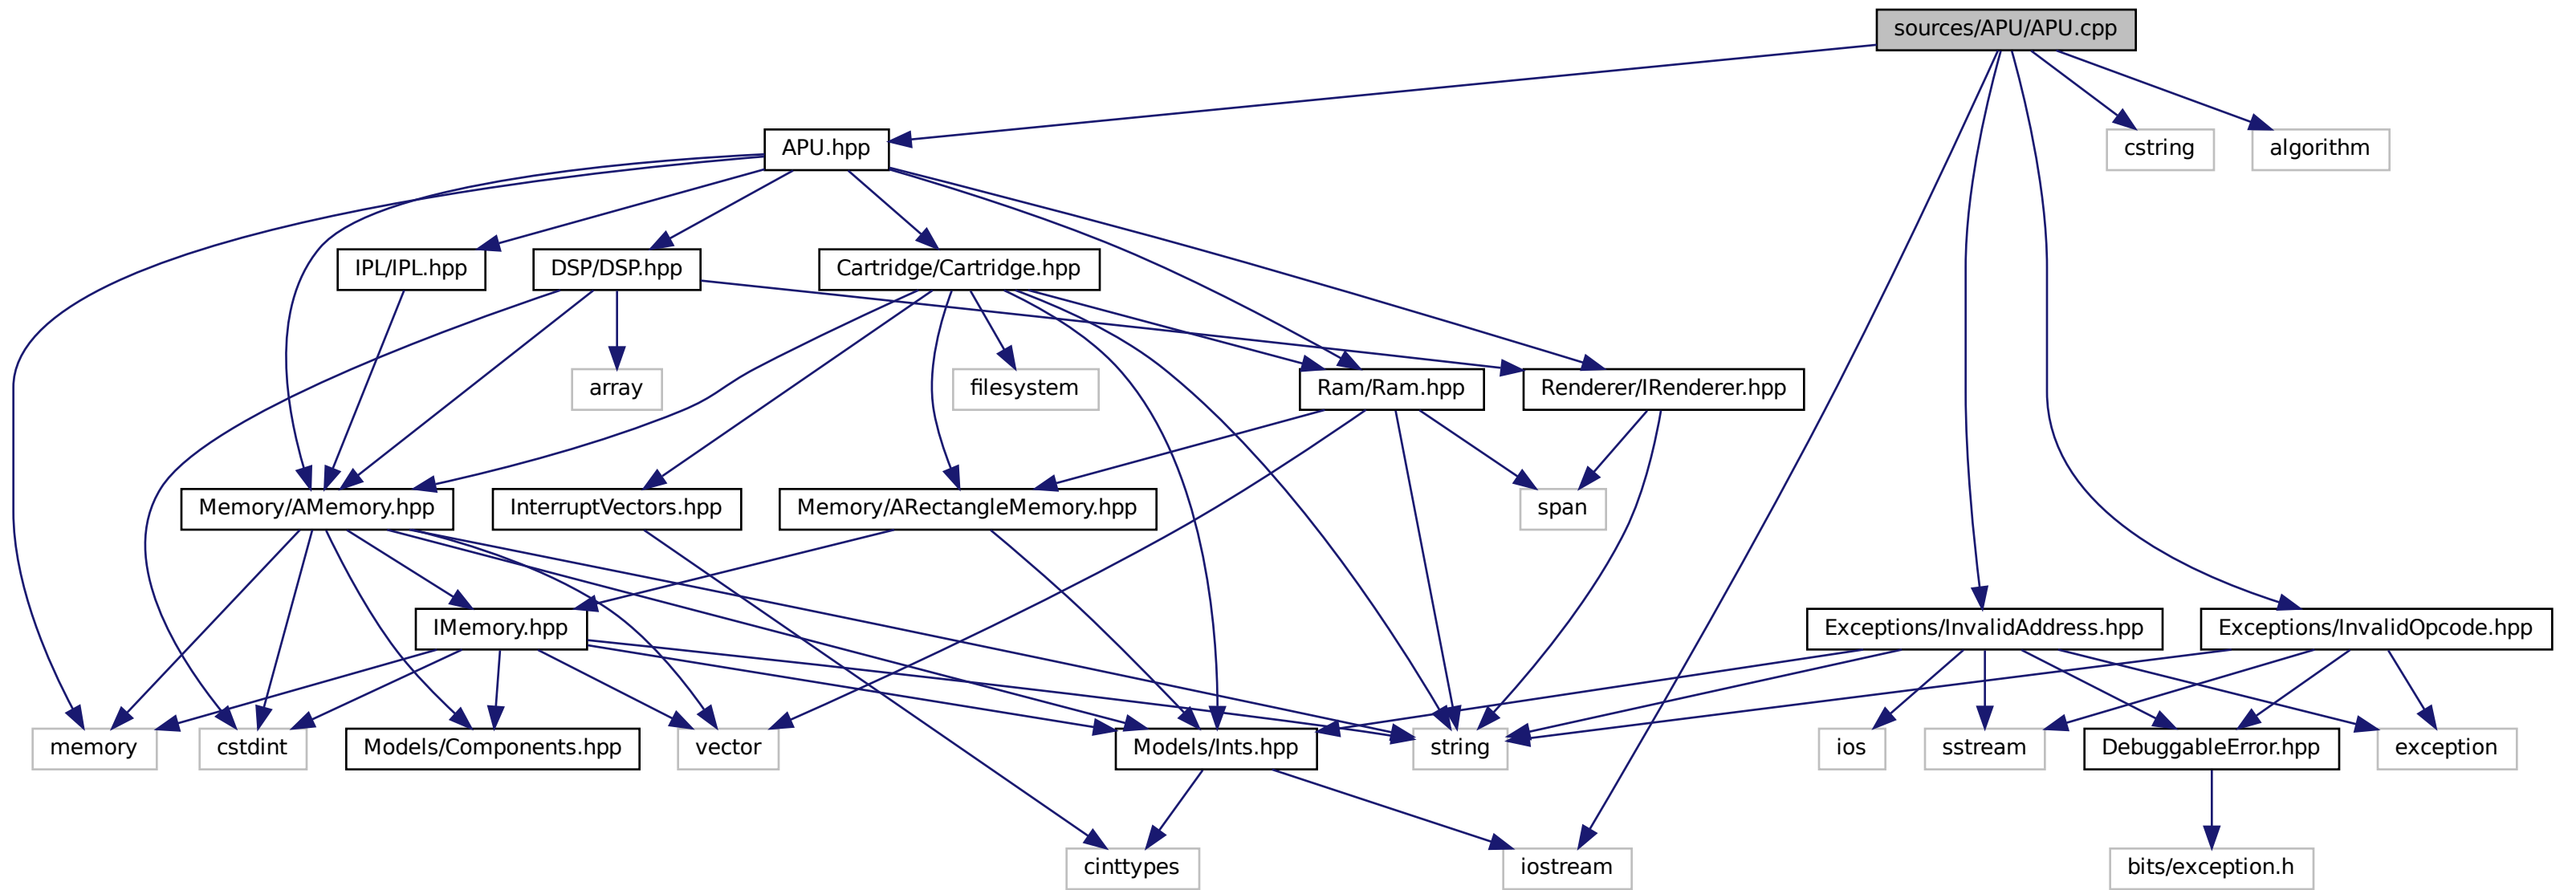 sources/APU/APU.cpp
APU.hpp
cstring
algorithm
IPL/IPL.hpp
DSP/DSP.hpp
Cartridge/Cartridge.hpp
array
filesystem
Ram/Ram.hpp
Renderer/IRenderer.hpp
Memory/AMemory.hpp
InterruptVectors.hpp
Memory/ARectangleMemory.hpp
span
IMemory.hpp
Exceptions/InvalidAddress.hpp
Exceptions/InvalidOpcode.hpp
memory
cstdint
Models/Components.hpp
vector
Models/Ints.hpp
string
ios
sstream
DebuggableError.hpp
exception
cinttypes
iostream
bits/exception.h